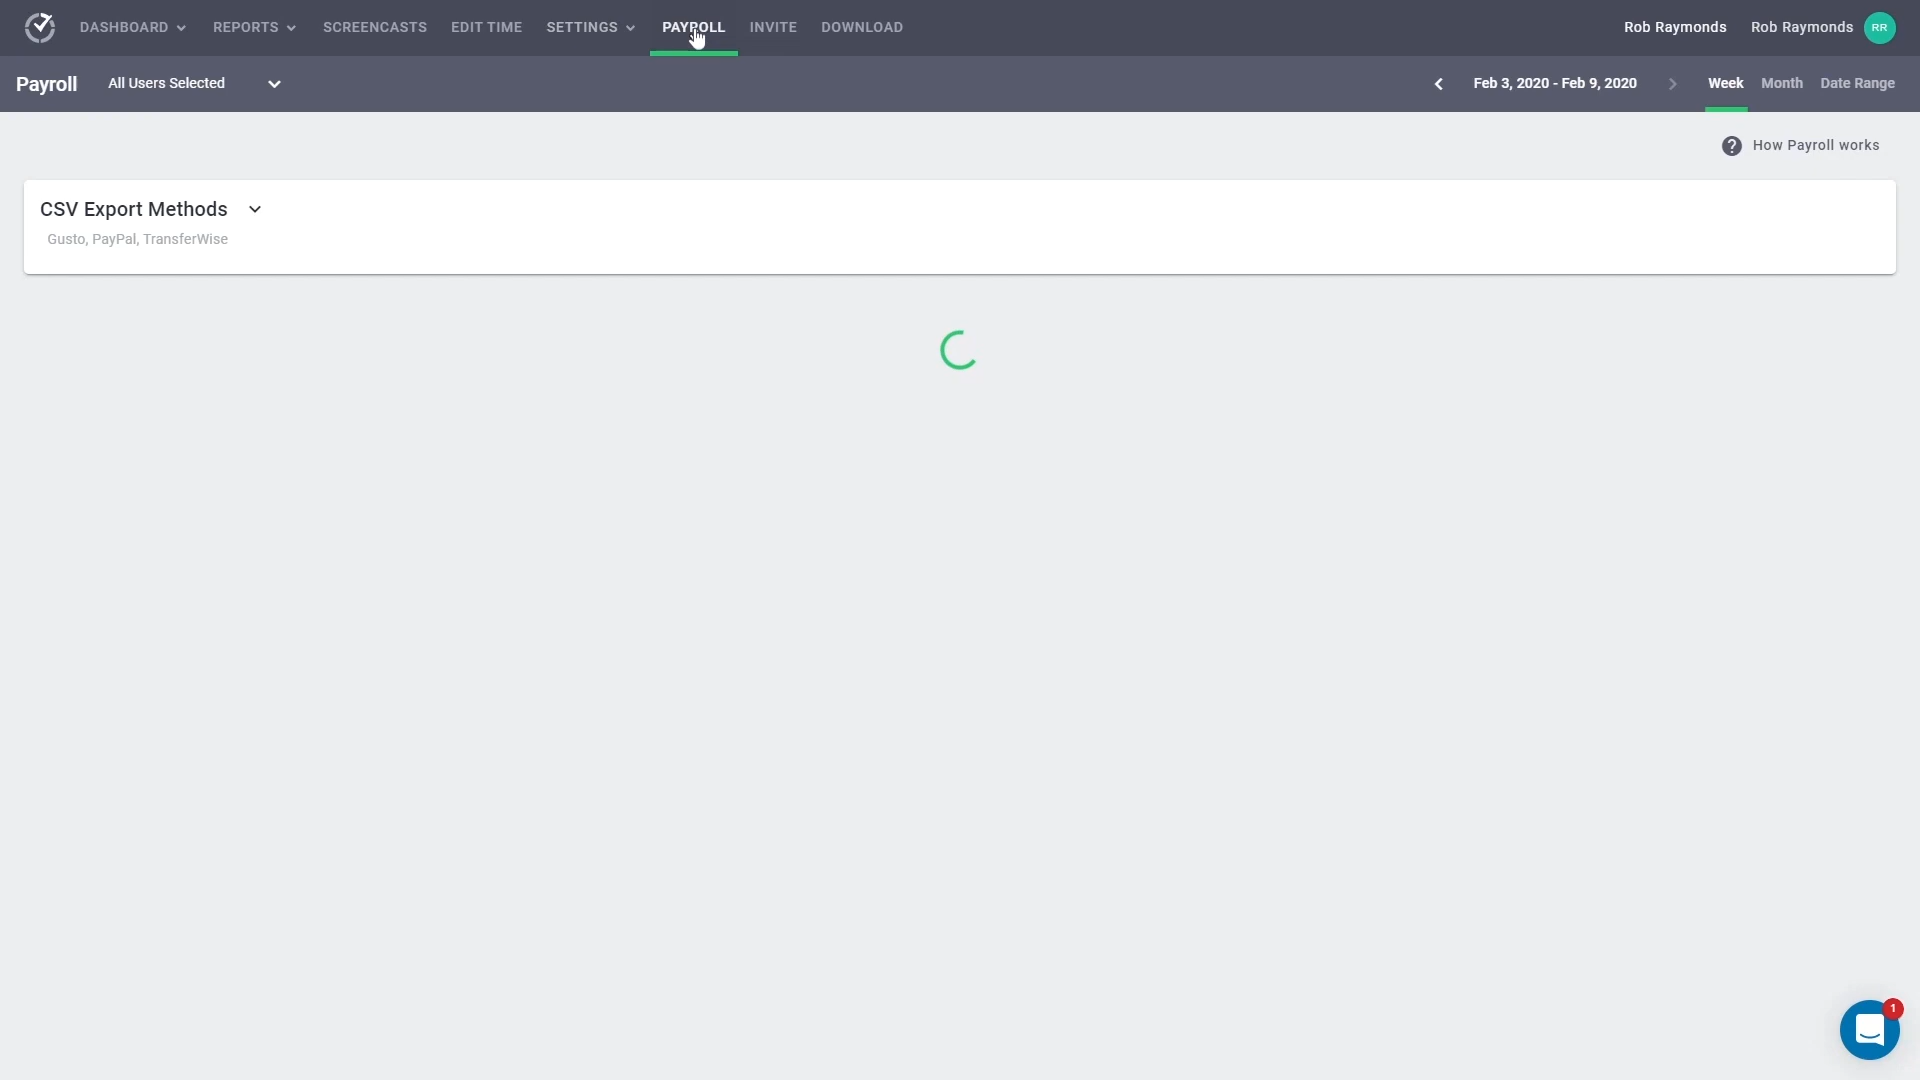 DASHBOARD REPORTS SCREENCASTS EDIT TIME SETTINGS PAYROLL INVITE DOWNLOAD Rob Raymonds Rob Raymonds RR
Payroll All Users Selected Feb 3, 2020 - Feb 9, 2020 Week Month Date Range
? How Payroll works
CSV Export Methods
Gusto, PayPal, TransferWise
1